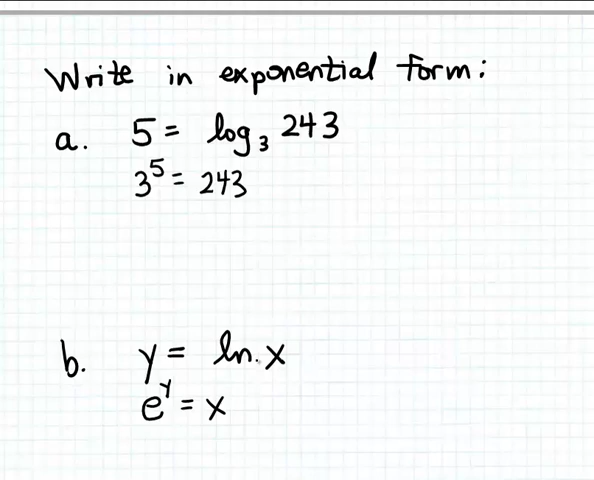 Write in exponential form:
a. 5 = log₃ 243
3⁵ = 243
b. y = ln x
eʸ = x